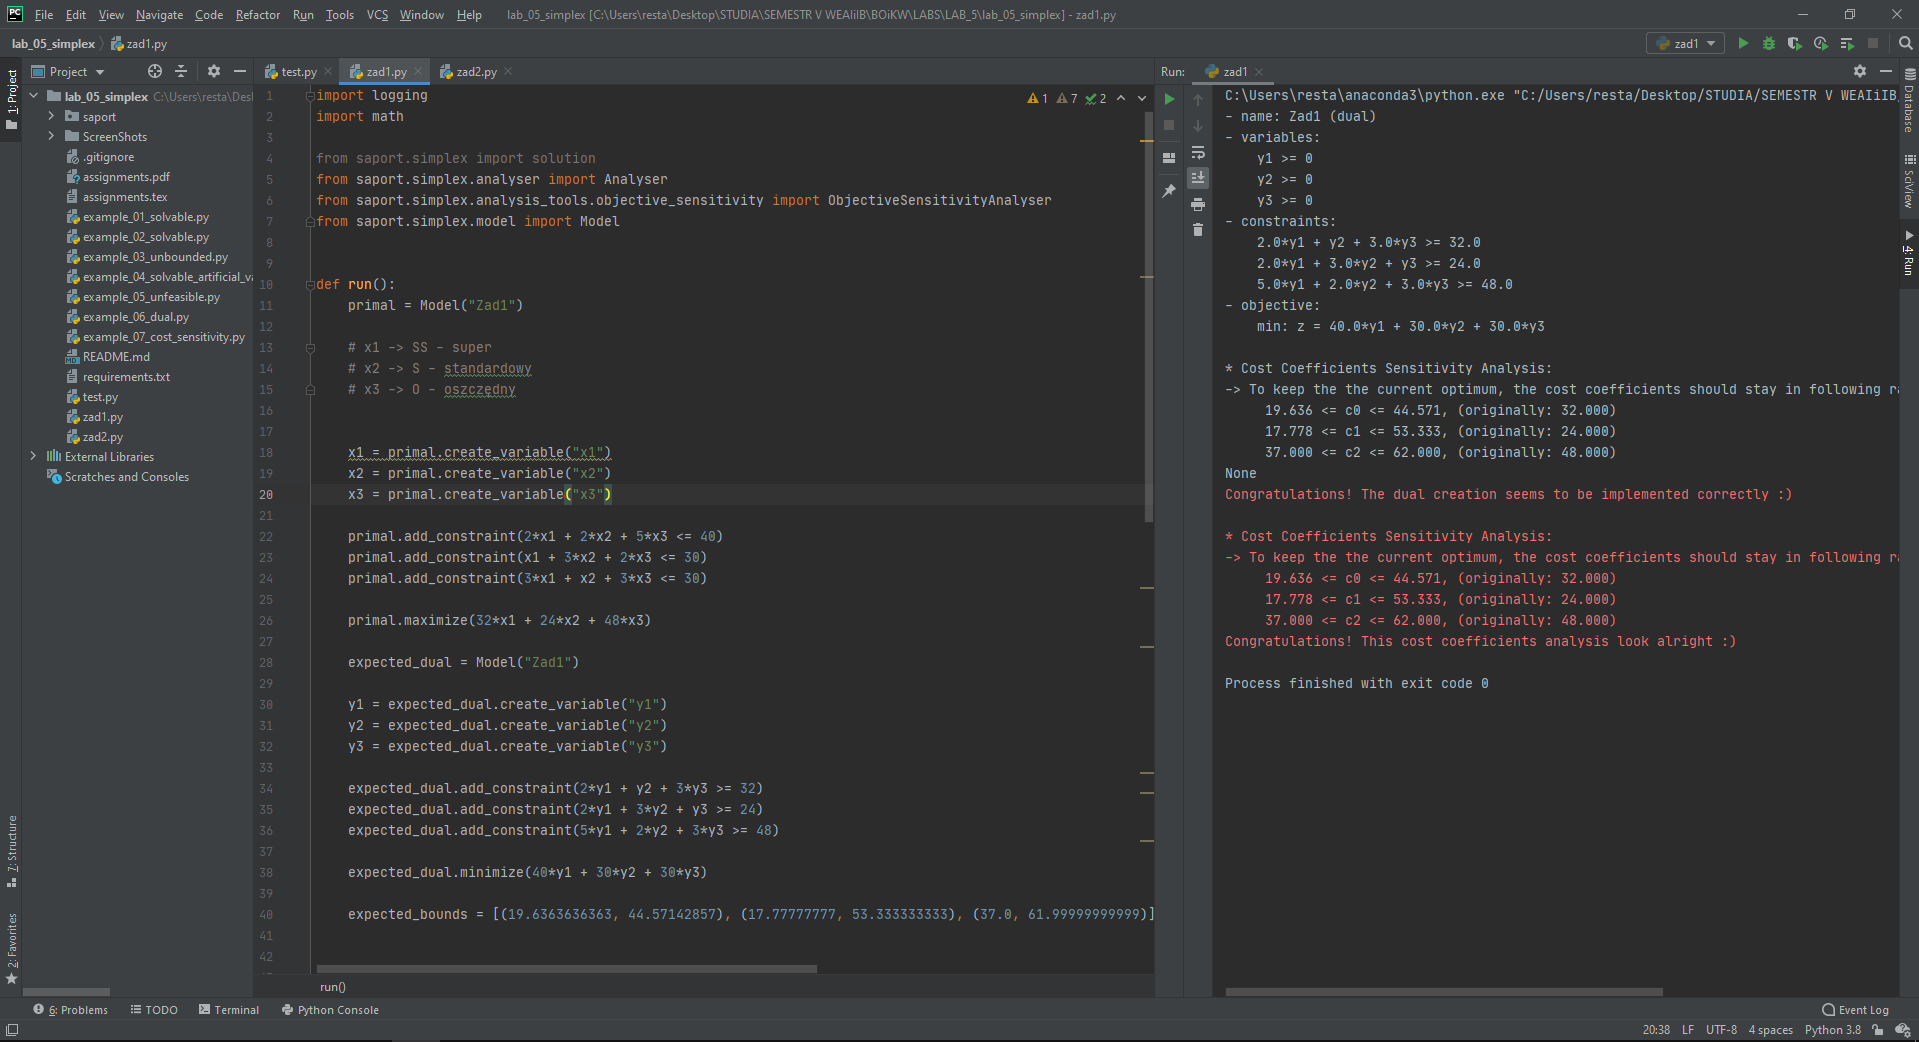 PC File Edit View Navigate Code Refactor Run Tools VCS Window Help lab_05_simplex [C:\Users\resta\Desktop\STUDIA\SEMESTR V WEAIiIB\BOiKW\LABS\LAB_5\lab_05_simplex] - zad1.py
lab_05_simplex zad1.py
zad1
1: Project
7: Structure
2: Favorites
Project
lab_05_simplex C:\Users\resta\Des
saport
ScreenShots
.gitignore
assignments.pdf
assignments.tex
example_01_solvable.py
example_02_solvable.py
example_03_unbounded.py
example_04_solvable_artificial_va
example_05_unfeasible.py
example_06_dual.py
example_07_cost_sensitivity.py
README.md
requirements.txt
test.py
zad1.py
zad2.py
External Libraries
Scratches and Consoles
test.py zad1.py zad2.py
1 7 2
1 import logging
2 import math
3
4 from saport.simplex import solution
5 from saport.simplex.analyser import Analyser
6 from saport.simplex.analysis_tools.objective_sensitivity import ObjectiveSensitivityAnalyser
7 from saport.simplex.model import Model
8
9
10 def run():
11 primal = Model("Zad1")
12
13 # x1 -> SS - super
14 # x2 -> S - standardowy
15 # x3 -> O - oszczędny
16
17
18 x1 = primal.create_variable("x1")
19 x2 = primal.create_variable("x2")
20 x3 = primal.create_variable("x3")
21
22 primal.add_constraint(2*x1 + 2*x2 + 5*x3 <= 40)
23 primal.add_constraint(x1 + 3*x2 + 2*x3 <= 30)
24 primal.add_constraint(3*x1 + x2 + 3*x3 <= 30)
25
26 primal.maximize(32*x1 + 24*x2 + 48*x3)
27
28 expected_dual = Model("Zad1")
29
30 y1 = expected_dual.create_variable("y1")
31 y2 = expected_dual.create_variable("y2")
32 y3 = expected_dual.create_variable("y3")
33
34 expected_dual.add_constraint(2*y1 + y2 + 3*y3 >= 32)
35 expected_dual.add_constraint(2*y1 + 3*y2 + y3 >= 24)
36 expected_dual.add_constraint(5*y1 + 2*y2 + 3*y3 >= 48)
37
38 expected_dual.minimize(40*y1 + 30*y2 + 30*y3)
39
40 expected_bounds = [(19.6363636363, 44.57142857), (17.77777777, 53.333333333), (37.0, 61.99999999999)]
41
42
run()
Run: zad1
C:\Users\resta\anaconda3\python.exe "C:/Users/resta/Desktop/STUDIA/SEMESTR V WEAIiIB/
- name: Zad1 (dual)
- variables:
y1 >= 0
y2 >= 0
y3 >= 0
- constraints:
2.0*y1 + y2 + 3.0*y3 >= 32.0
2.0*y1 + 3.0*y2 + y3 >= 24.0
5.0*y1 + 2.0*y2 + 3.0*y3 >= 48.0
- objective:
min: z = 40.0*y1 + 30.0*y2 + 30.0*y3
* Cost Coefficients Sensitivity Analysis:
-> To keep the the current optimum, the cost coefficients should stay in following ra
19.636 <= c0 <= 44.571, (originally: 32.000)
17.778 <= c1 <= 53.333, (originally: 24.000)
37.000 <= c2 <= 62.000, (originally: 48.000)
None
Congratulations! The dual creation seems to be implemented correctly :)
* Cost Coefficients Sensitivity Analysis:
-> To keep the the current optimum, the cost coefficients should stay in following ra
19.636 <= c0 <= 44.571, (originally: 32.000)
17.778 <= c1 <= 53.333, (originally: 24.000)
37.000 <= c2 <= 62.000, (originally: 48.000)
Congratulations! This cost coefficients analysis look alright :)
Process finished with exit code 0
Database
SciView
4: Run
6: Problems TODO Terminal Python Console Event Log
20:38 LF UTF-8 4 spaces Python 3.8